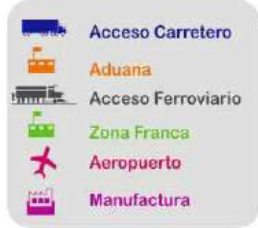 Acceso Carretero
Aduana
Acceso Ferroviario
Zona Franca
Aeropuerto
Manufactura